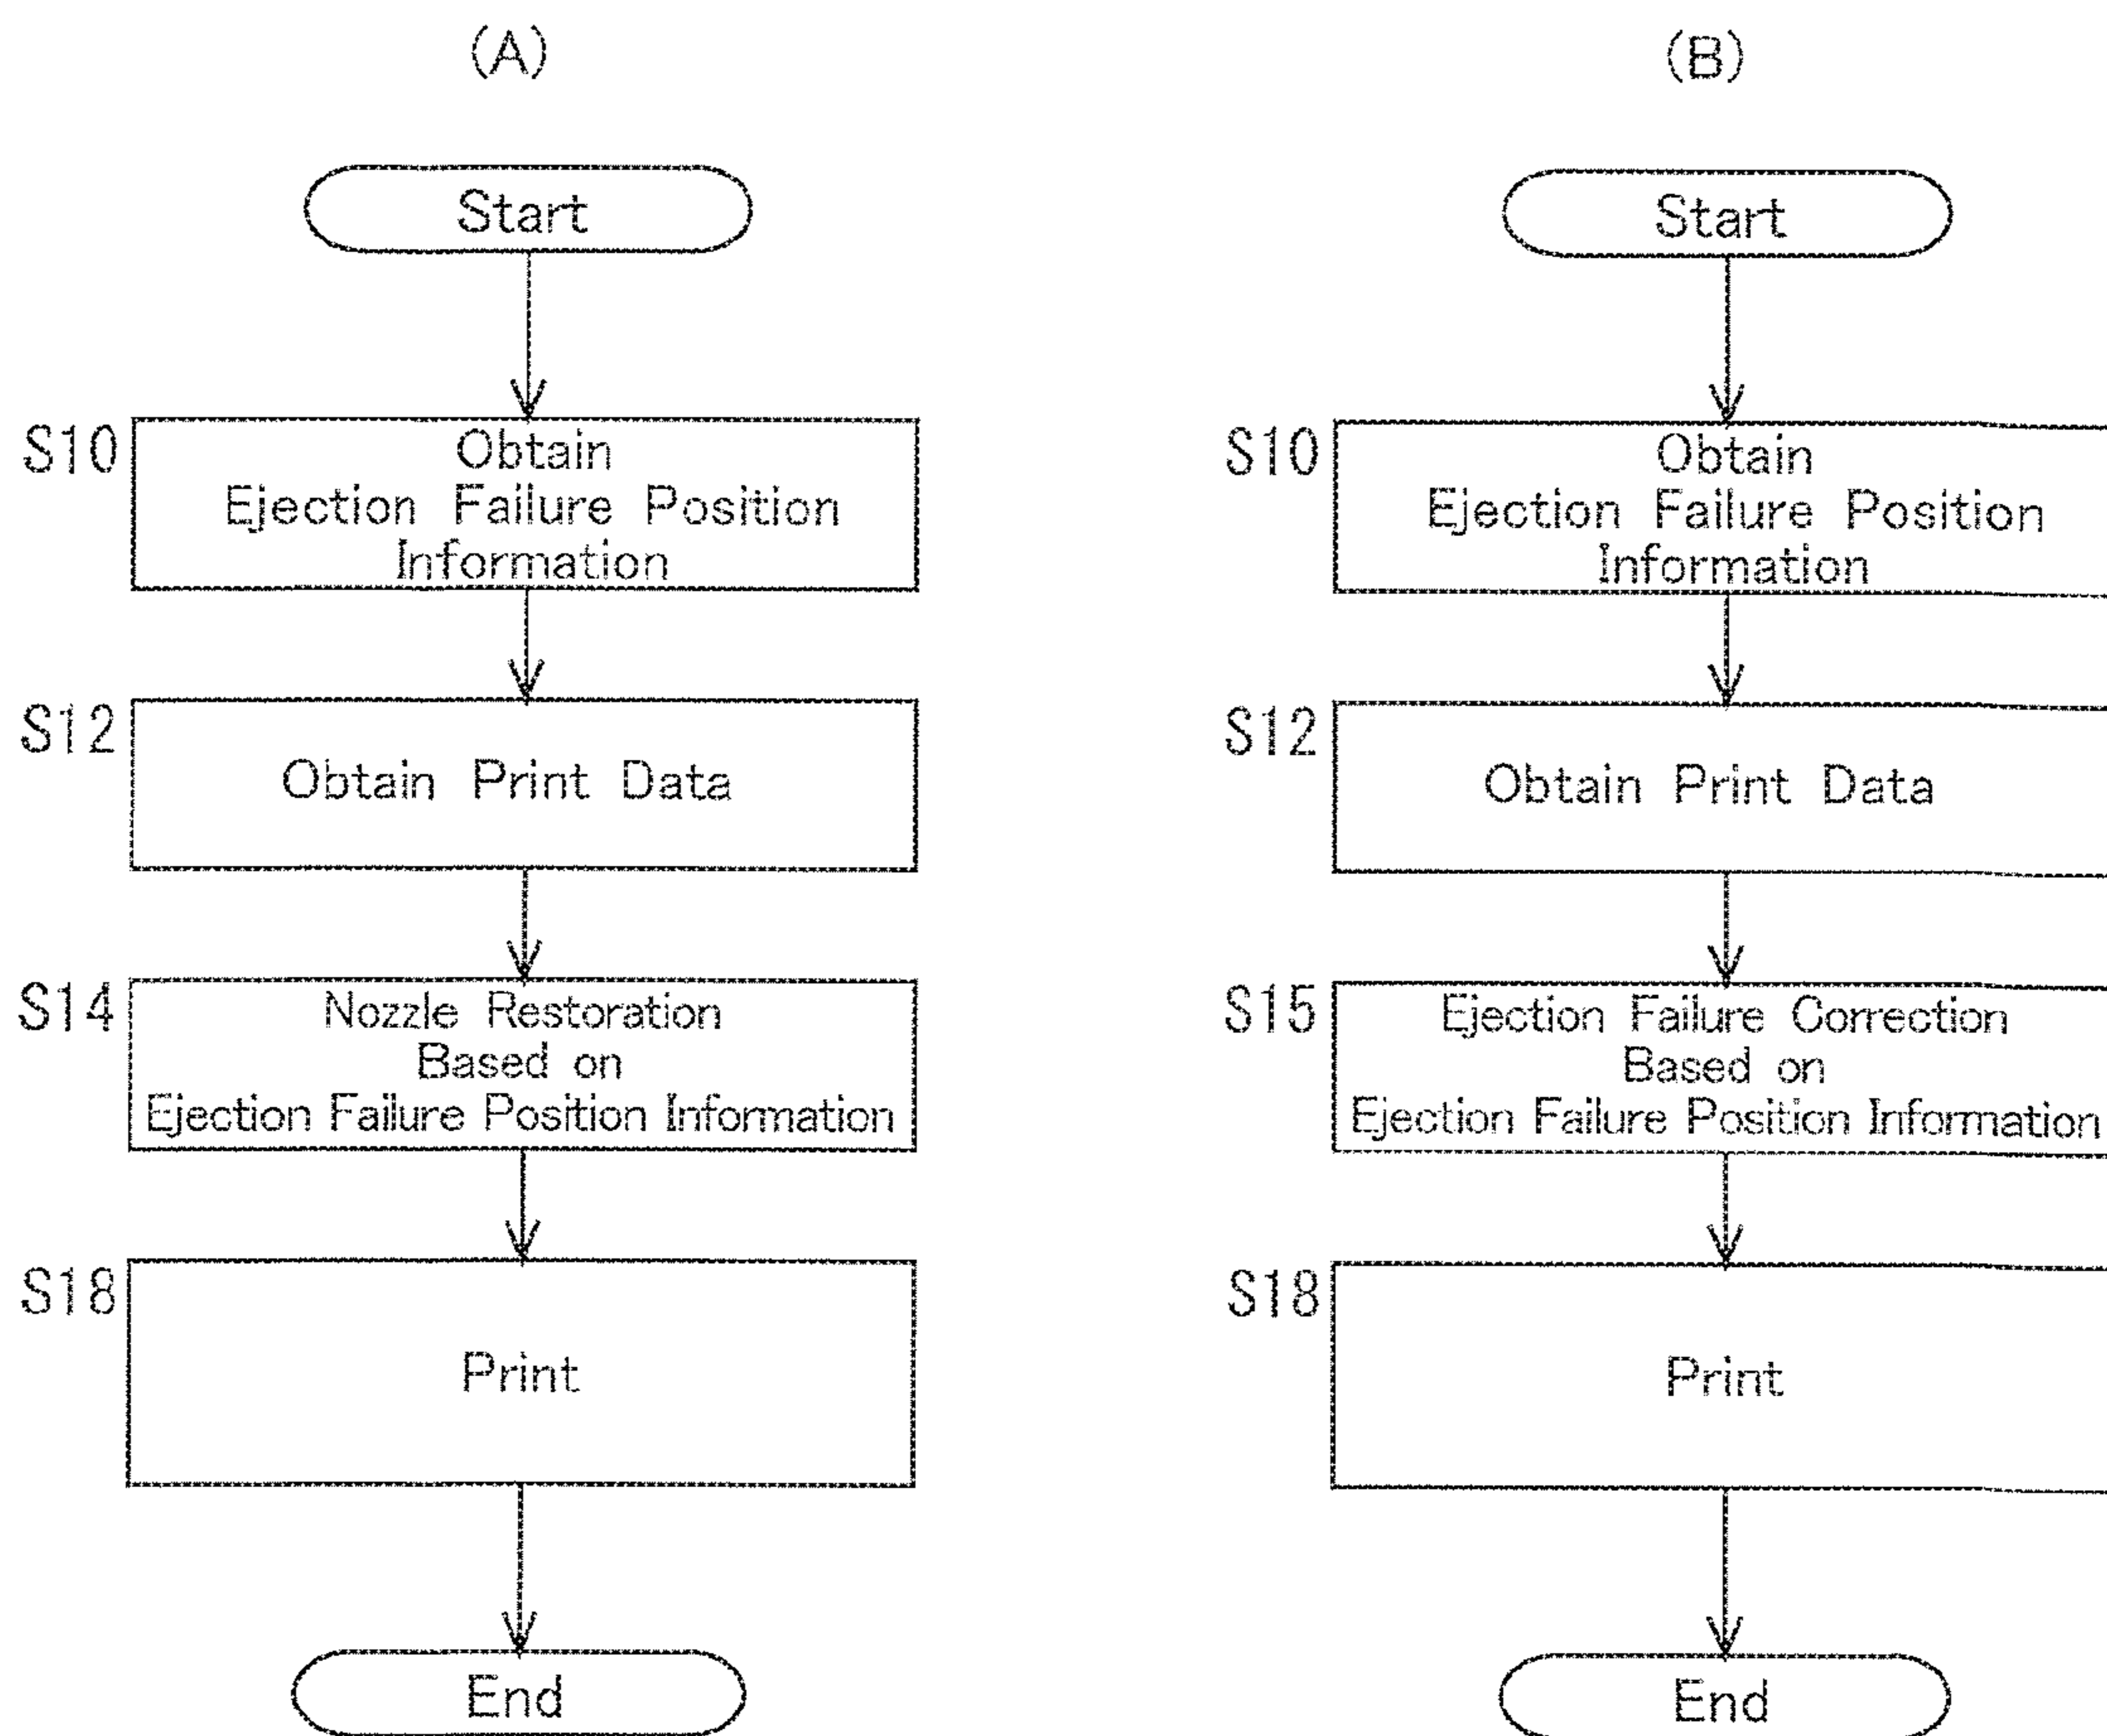 (A)
Start
S10
Obtain
Ejection Failure Position
Information
S12
Obtain Print Data
S14
Nozzle Restoration
Based on
Ejection Failure Position Information
S18
Print
End
(B)
Start
S10
Obtain
Ejection Failure Position
Information
S12
Obtain Print Data
S15
Ejection Failure Correction
Based on
Ejection Failure Position Information
S18
Print
End